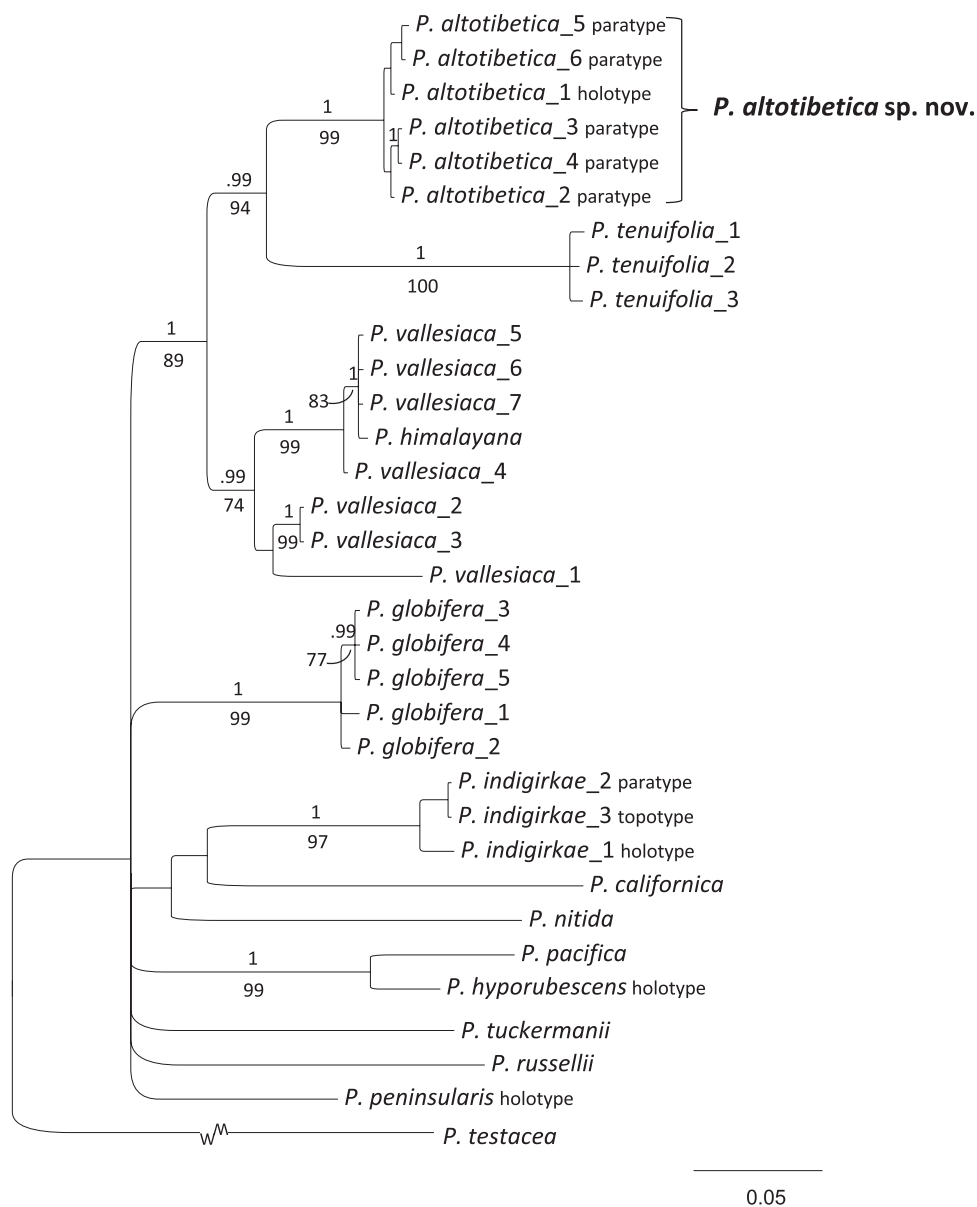 P. altotibetica_5 paratype
P. altotibetica_6 paratype
P. altotibetica_1 holotype
P. altotibetica sp. nov.
1
99
P. altotibetica_3 paratype
1
P. altotibetica_4 paratype
P. altotibetica_2 paratype
.99
94
P. tenuifolia_1
1
P. tenuifolia_2
100
P. tenuifolia_3
1
89
P. vallesiaca_5
P. vallesiaca_6
1
83
P. vallesiaca_7
1
99
P. himalayana
P. vallesiaca_4
.99
74
P. vallesiaca_2
1
99
P. vallesiaca_3
P. vallesiaca_1
P. globifera_3
.99
P. globifera_4
77
P. globifera_5
1
99
P. globifera_1
P. globifera_2
P. indigirkae_2 paratype
1
P. indigirkae_3 topotype
97
P. indigirkae_1 holotype
P. californica
P. nitida
P. pacifica
1
99
P. hyporubescens holotype
P. tuckermanii
P. russellii
P. peninsularis holotype
P. testacea
0.05